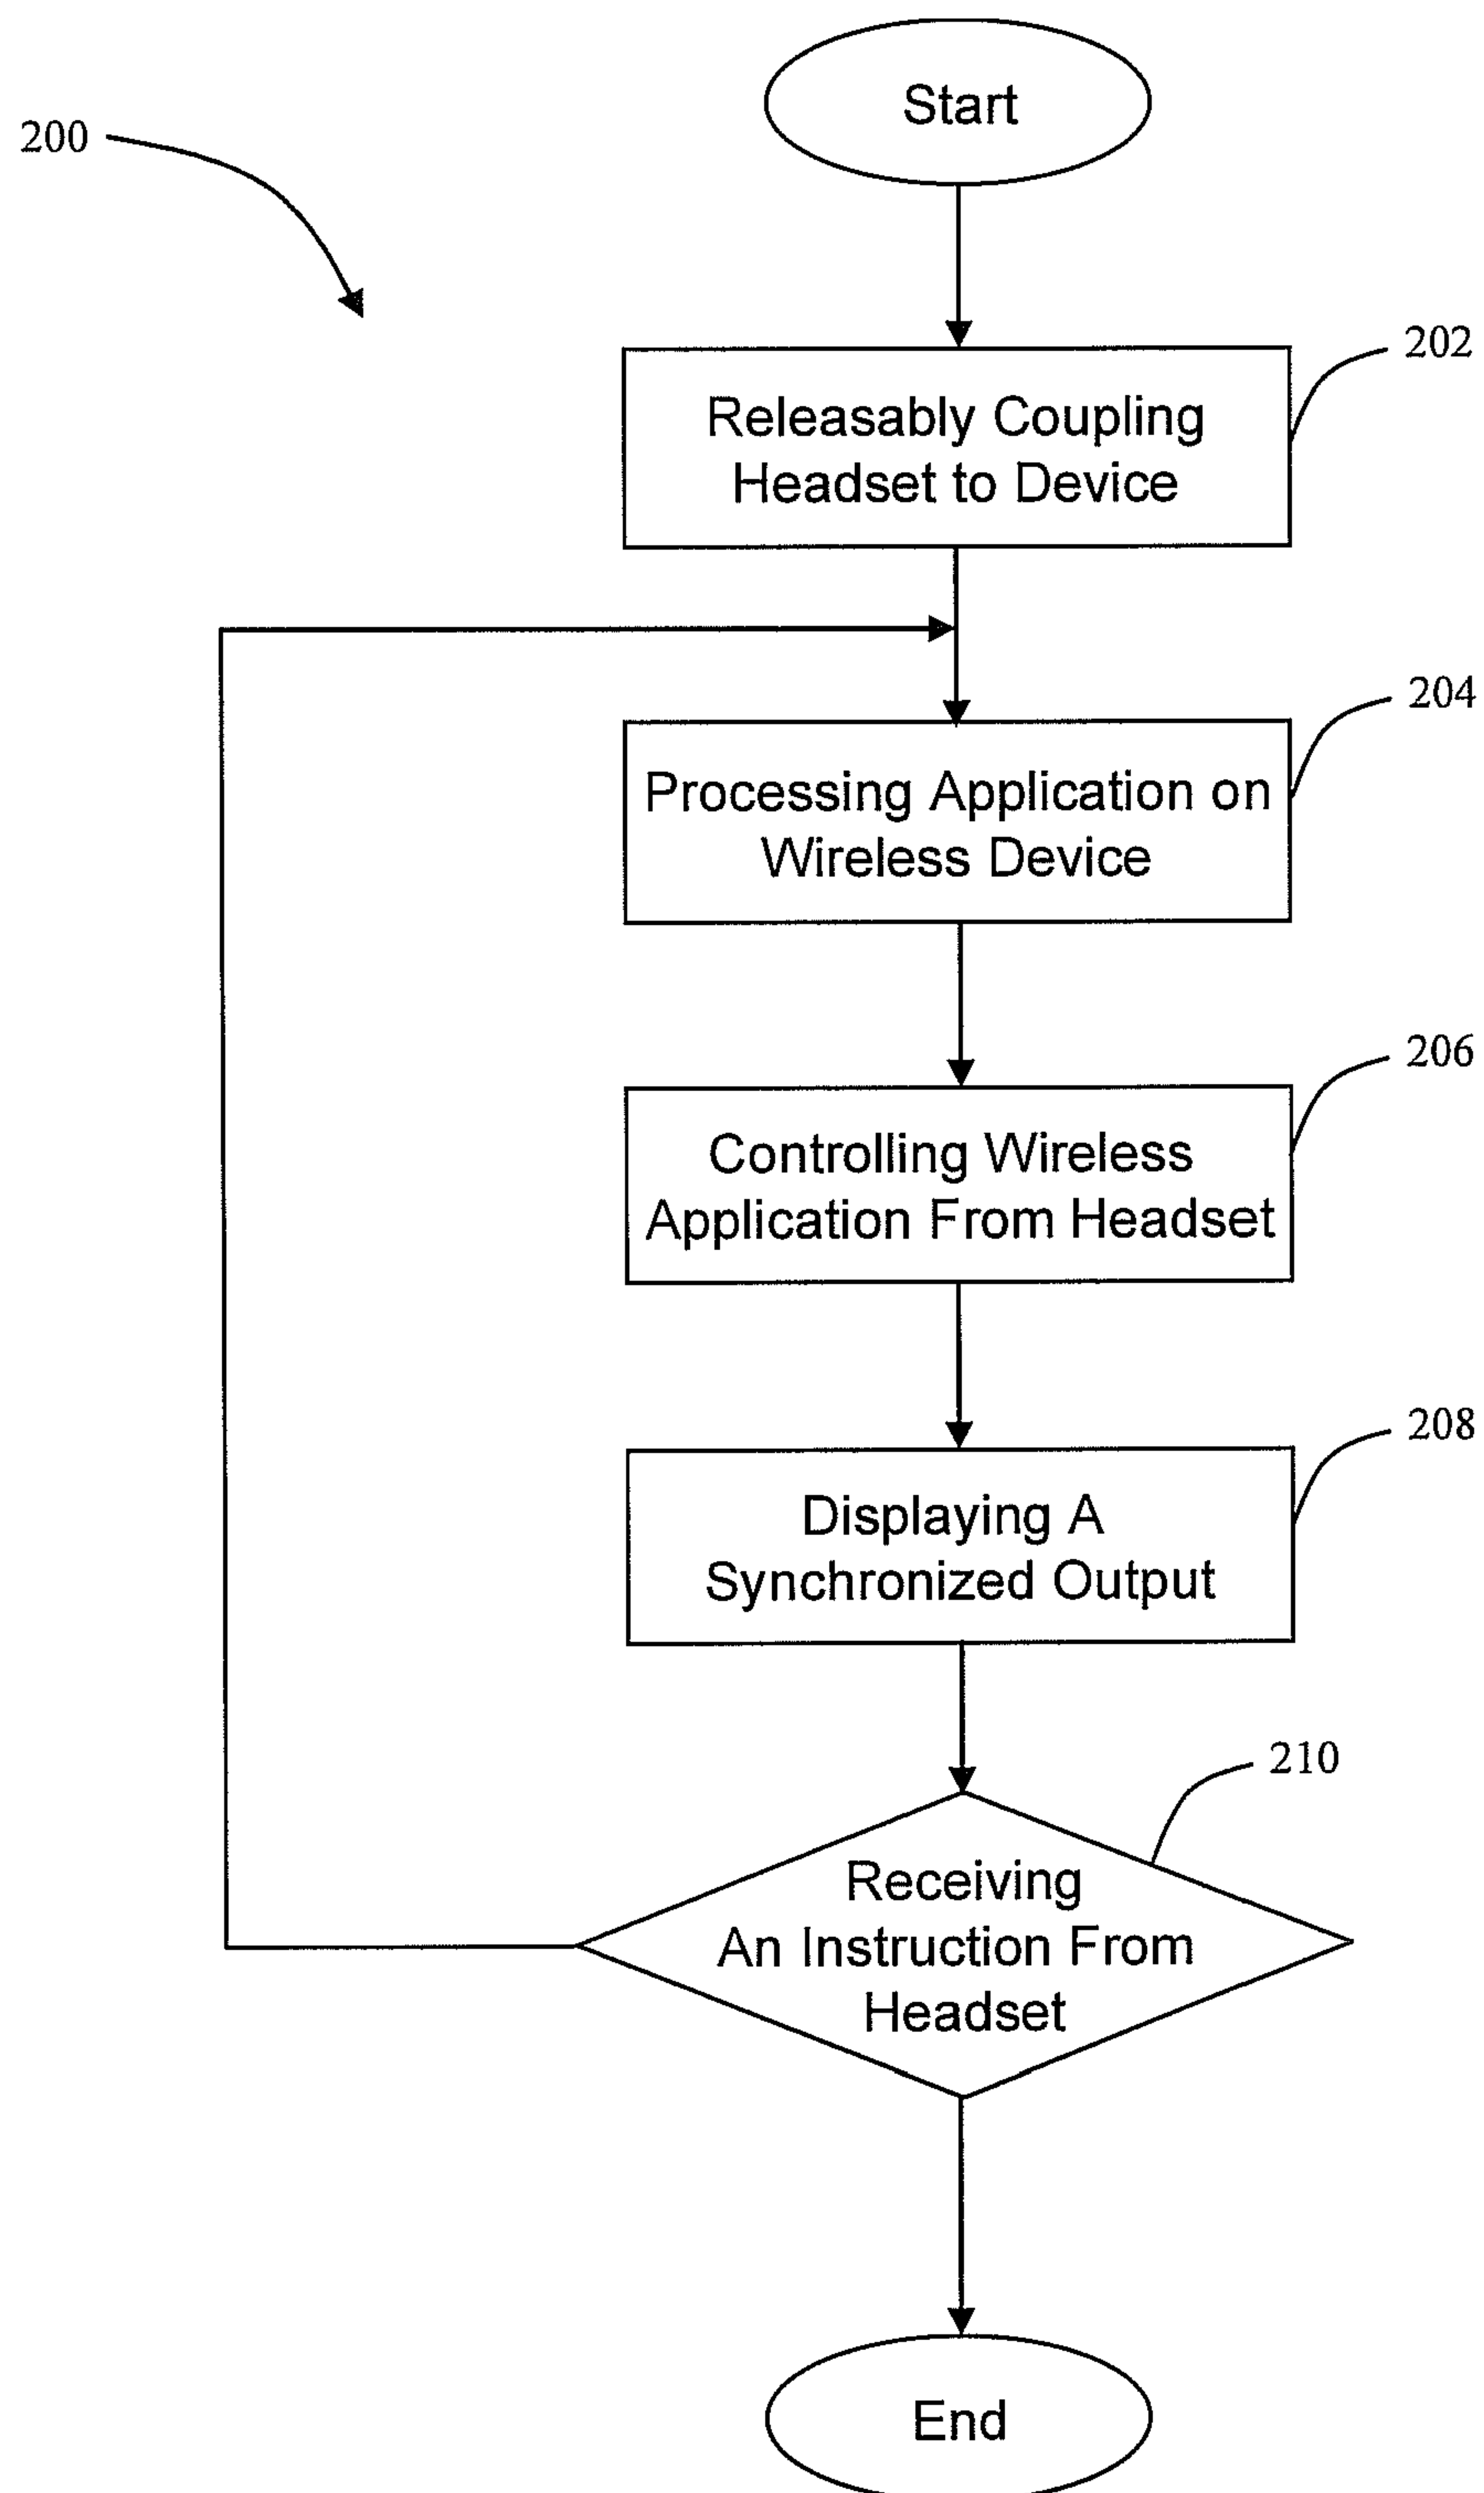 Start
200
202
Releasably Coupling
Headset to Device
204
Processing Application on
Wireless Device
206
Controlling Wireless
Application From Headset
208
Displaying A
Synchronized Output
210
Receiving
An Instruction From
Headset
End